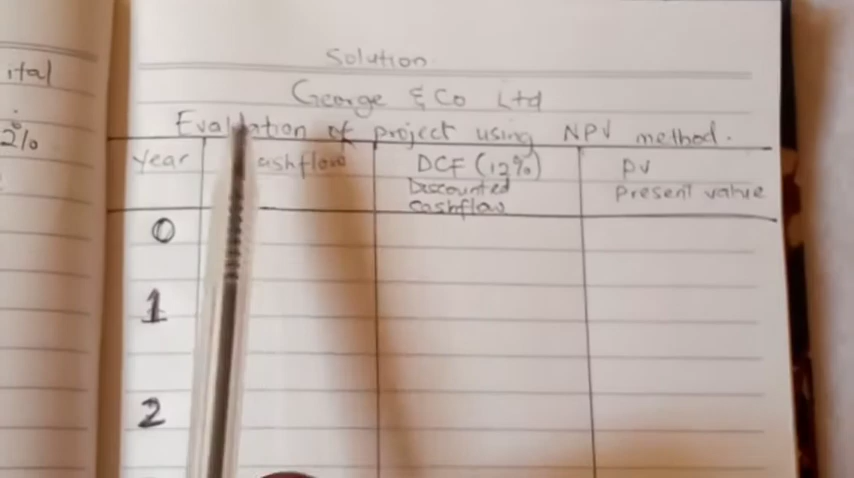 ital
2%
Solution
George & Co Ltd
Evaluation of project using NPV method.
Year ashflow DCF (12%) PV
Discounted Present value
cashflow
0
1
2